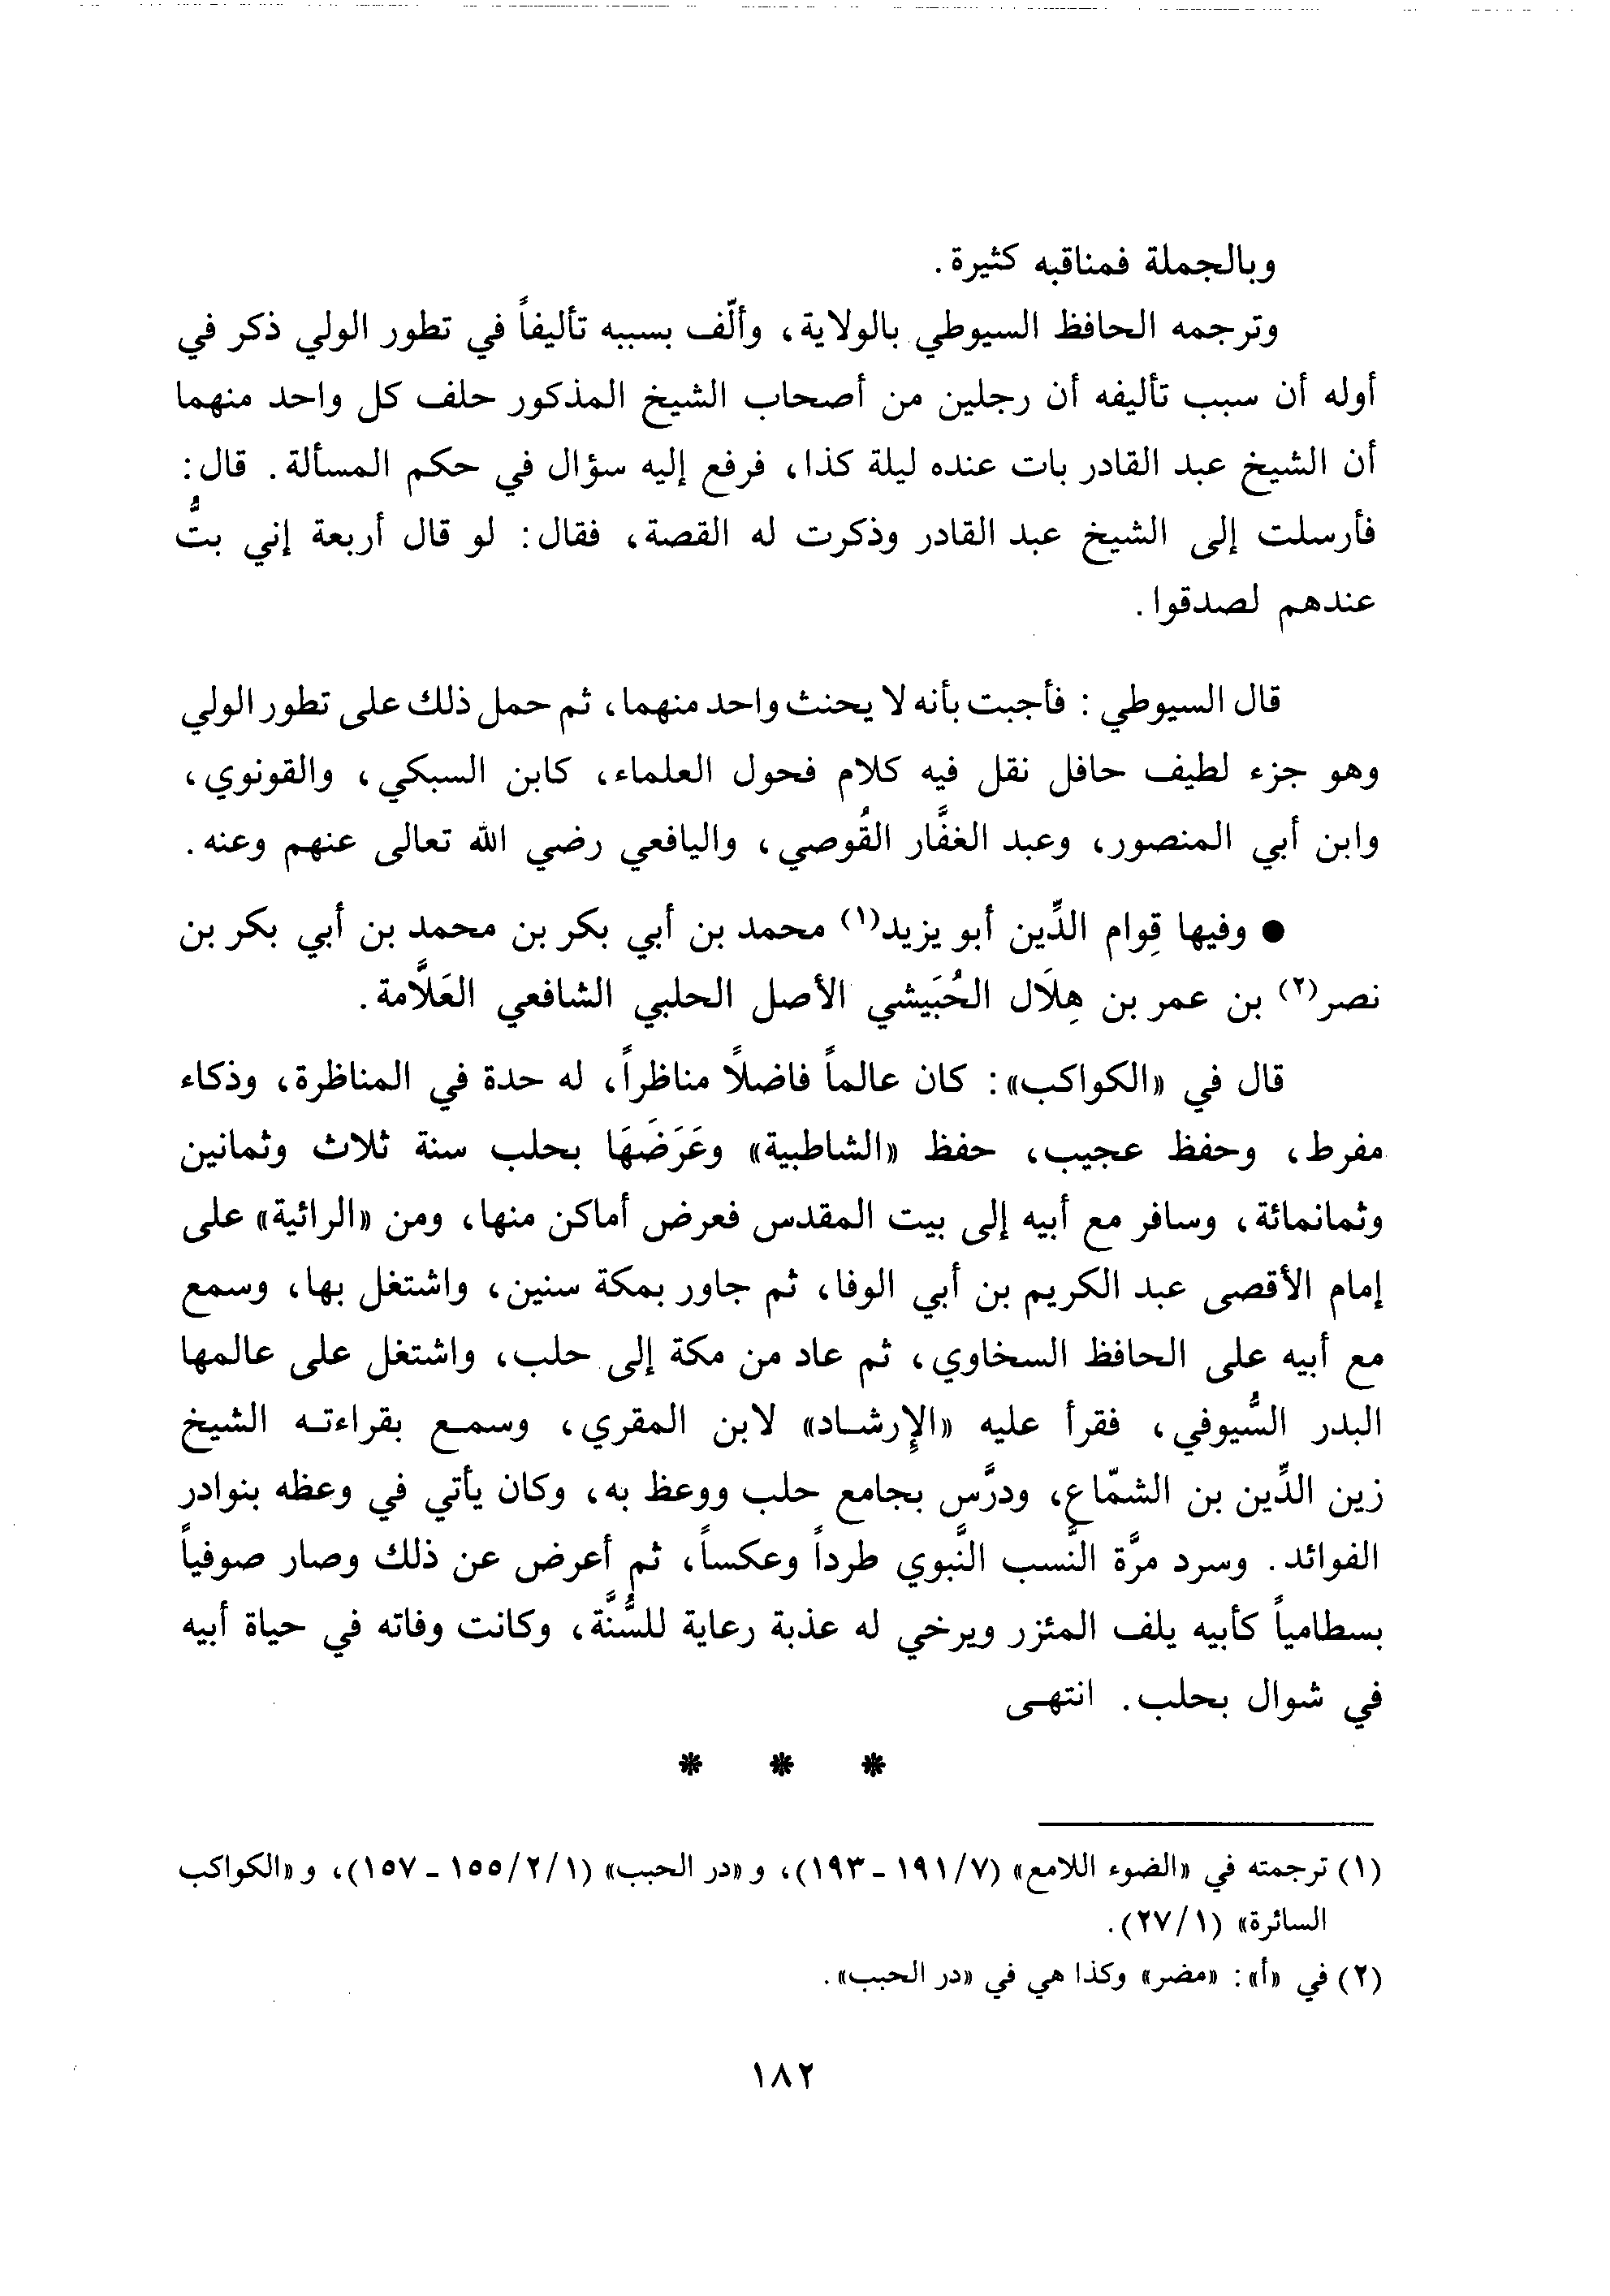 وبالجملة فمناقبه كثيرة.
وترجمه الحافظ السيوطي بالولاية، وألّف بسببه تأليفاً في تطور الولي ذكر في
أوله أن سبب تأليفه أن رجلين من أصحاب الشيخ المذكور حلف كل واحد منهما
أن الشيخ عبد القادر بات عنده ليلة كذا، فرفع إليه سؤال في حكم المسألة. قال:
فأرسلت إلى الشيخ عبد القادر وذكرت له القصة، فقال: لو قال أربعة إني بتُّ
عندهم لصدقوا.
قال السيوطي: فأجبت بأنه لا يحنث واحد منهما، ثم حمل ذلك على تطور الولي
وهو جزء لطيف حافل نقل فيه كلام فحول العلماء، كابن السبكي، والقونوي،
وابن أبي المنصور، وعبد الغفَّار القُوصي، واليافعي رضي الله تعالى عنهم وعنه.
● وفيها قِوام الدِّين أبو يزيد(١) محمد بن أبي بكر بن محمد بن أبي بكر بن
نصر(٢) بن عمر بن هِلَال الحُبَيشي الأصل الحلبي الشافعي العَلَّامة.
قال في «الكواكب»: كان عالماً فاضلاً مناظراً، له حدة في المناظرة، وذكاء
مفرط، وحفظ عجيب، حفظ «الشاطبية» وعَرَضَهَا بحلب سنة ثلاث وثمانين
وثمانمائة، وسافر مع أبيه إلى بيت المقدس فعرض أماكن منها، ومن «الرائية» على
إمام الأقصى عبد الكريم بن أبي الوفا، ثم جاور بمكة سنين، واشتغل بها، وسمع
مع أبيه على الحافظ السخاوي، ثم عاد من مكة إلى حلب، واشتغل على عالمها
البدر السُّيوفي، فقرأ عليه «الإرشاد» لابن المقري، وسمع بقراءته الشيخ
زين الدِّين بن الشمّاع، ودرَّس بجامع حلب ووعظ به، وكان يأتي في وعظه بنوادر
الفوائد. وسرد مرَّة النَّسب النَّبوي طرداً وعكساً، ثم أعرض عن ذلك وصار صوفياً
بسطامياً كأبيه يلف المئزر ويرخي له عذبة رعاية للسُّنَّة، وكانت وفاته في حياة أبيه
في شوال بحلب. انتهى
* * *
(١) ترجمته في «الضوء اللامع» (٧/ ١٩١ - ١٩٣)، و «در الحبب» (١/ ٢/ ١٥٥ - ١٥٧)، و «الكواكب
السائرة» (١/ ٢٧).
(٢) في «أ»: «مضر» وكذا هي في «در الحبب».
١٨٢